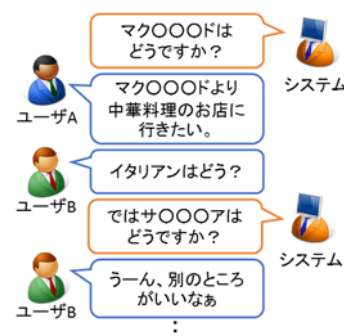 マク〇〇〇ドは
どうですか？
システム
マク〇〇〇ドより
中華料理のお店に
行きたい。
ユーザA
イタリアンはどう？
ユーザB
ではサ〇〇〇アは
どうですか？
システム
うーん、別のところ
がいいなぁ
ユーザB
：